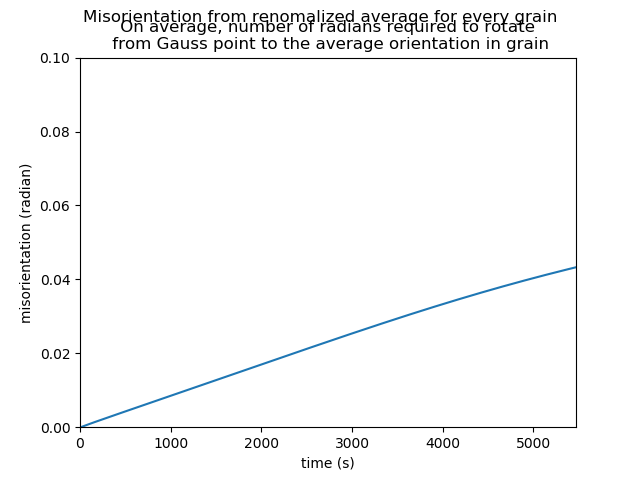 Misorientation from renomalized average for every grain
On average, number of radians required to rotate
from Gauss point to the average orientation in grain
0.10
0.08
0.06
0.04
0.02
0.00
misorientation (radian)
0 1000 2000 3000 4000 5000
time (s)